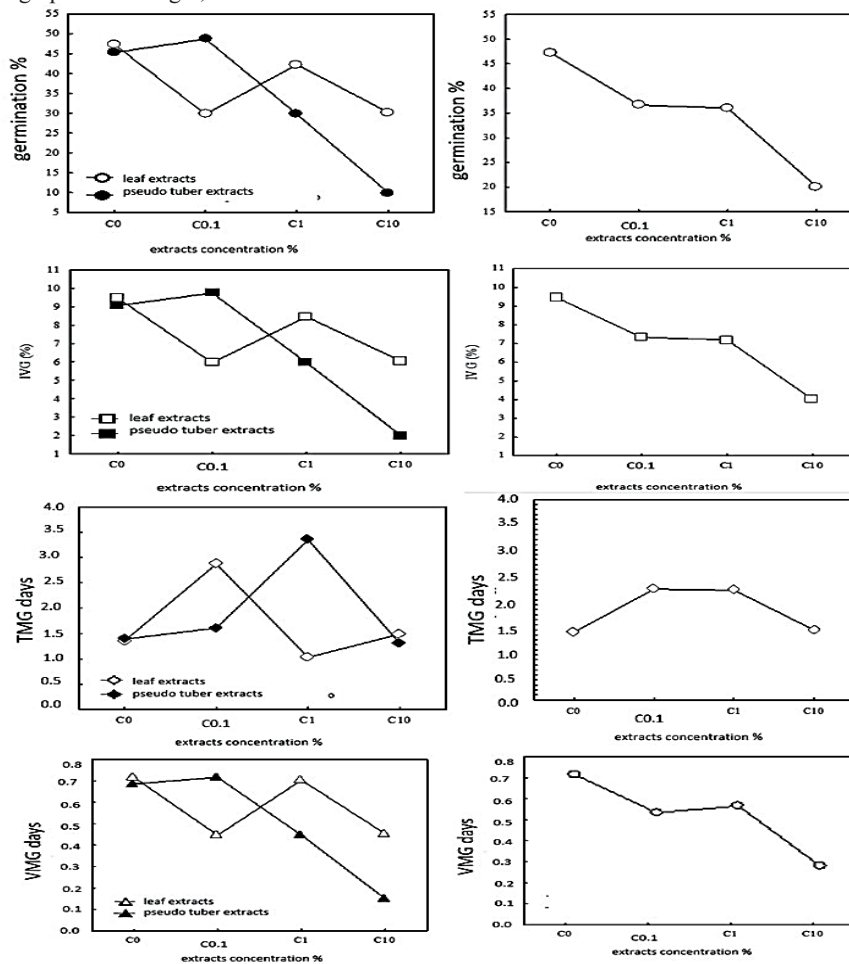 55
50
45
40
35
30
25
20
15
10
5
germination %
leaf extracts
pseudo tuber extracts
C0 C0.1 C1 C10
extracts concentration %
55
50
45
40
35
30
25
20
15
germination %
C0 C0.1 C1 C10
extracts concentration %
11
10
9
8
7
6
5
4
3
2
1
IVG (%)
leaf extracts
pseudo tuber extracts
C0 C0.1 C1 C10
extracts concentration %
11
10
9
8
7
6
5
4
3
2
1
IVG (%)
C0 C0.1 C1 C10
extracts concentration %
4.0
3.5
3.0
2.5
2.0
1.5
1.0
0.5
0.0
TMG days
leaf extracts
pseudo tuber extracts
C0 C0.1 C1 C10
extracts concentration %
4.0
3.5
3.0
2.5
2.0
1.5
1.0
0.5
0.0
TMG days
C0 C0.1 C1 C10
extracts concentration %
0.8
0.7
0.6
0.5
0.4
0.3
0.2
0.1
0.0
VMG days
leaf extracts
pseudo tuber extracts
C0 C0.1 C1 C10
extracts concentration %
0.8
0.7
0.6
0.5
0.4
0.3
0.2
0.1
0.0
VMG days
C0 C0.1 C1 C10
extracts concentration %